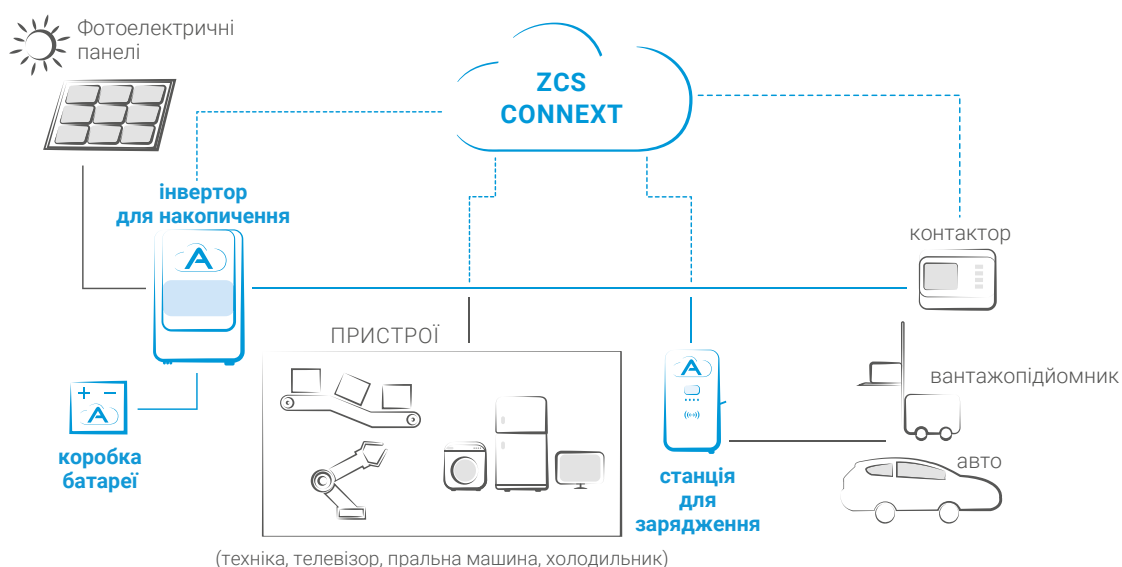 Фотоелектричні
панелі
ZCS
CONNEXT
інвертор
для накопичення
контактор
ПРИСТРОЇ
вантажопідйомник
коробка
батареї
авто
станція
для
зарядження
(техніка, телевізор, пральна машина, холодильник)